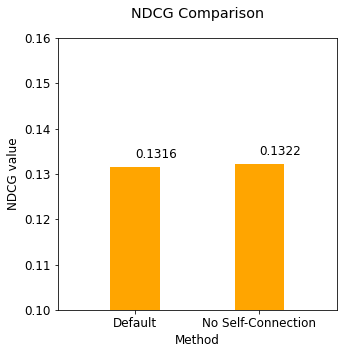 NDCG Comparison
0.16
0.15
0.14
0.13
0.12
0.11
0.10
NDCG value
0.1316
0.1322
Default
No Self-Connection
Method